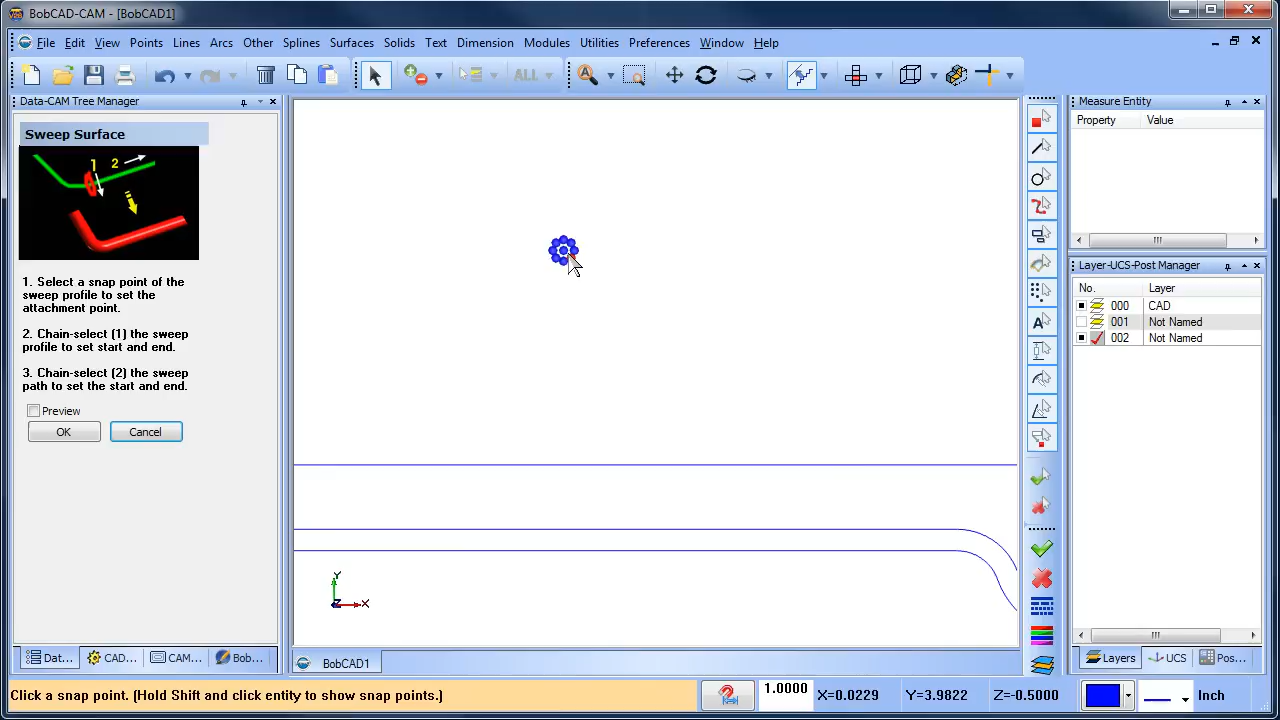 BobCAD-CAM - [BobCAD1]
File Edit View Points Lines Arcs Other Splines Surfaces Solids Text Dimension Modules Utilities Preferences Window Help
ALL
Data-CAM Tree Manager
Sweep Surface
1 2
1. Select a snap point of the
sweep profile to set the
attachment point.
2. Chain-select (1) the sweep
profile to set start and end.
3. Chain-select (2) the sweep
path to set the start and end.
Preview
OK Cancel
Dat... CAD... CAM... Bob...
Y
Z X
BobCAD1
A
Measure Entity
Property Value
Layer-UCS-Post Manager
No. Layer
000 CAD
001 Not Named
002 Not Named
Layers UCS Pos...
Click a snap point. (Hold Shift and click entity to show snap points.)
1.0000 X=0.0229 Y=3.9822 Z=-0.5000 Inch